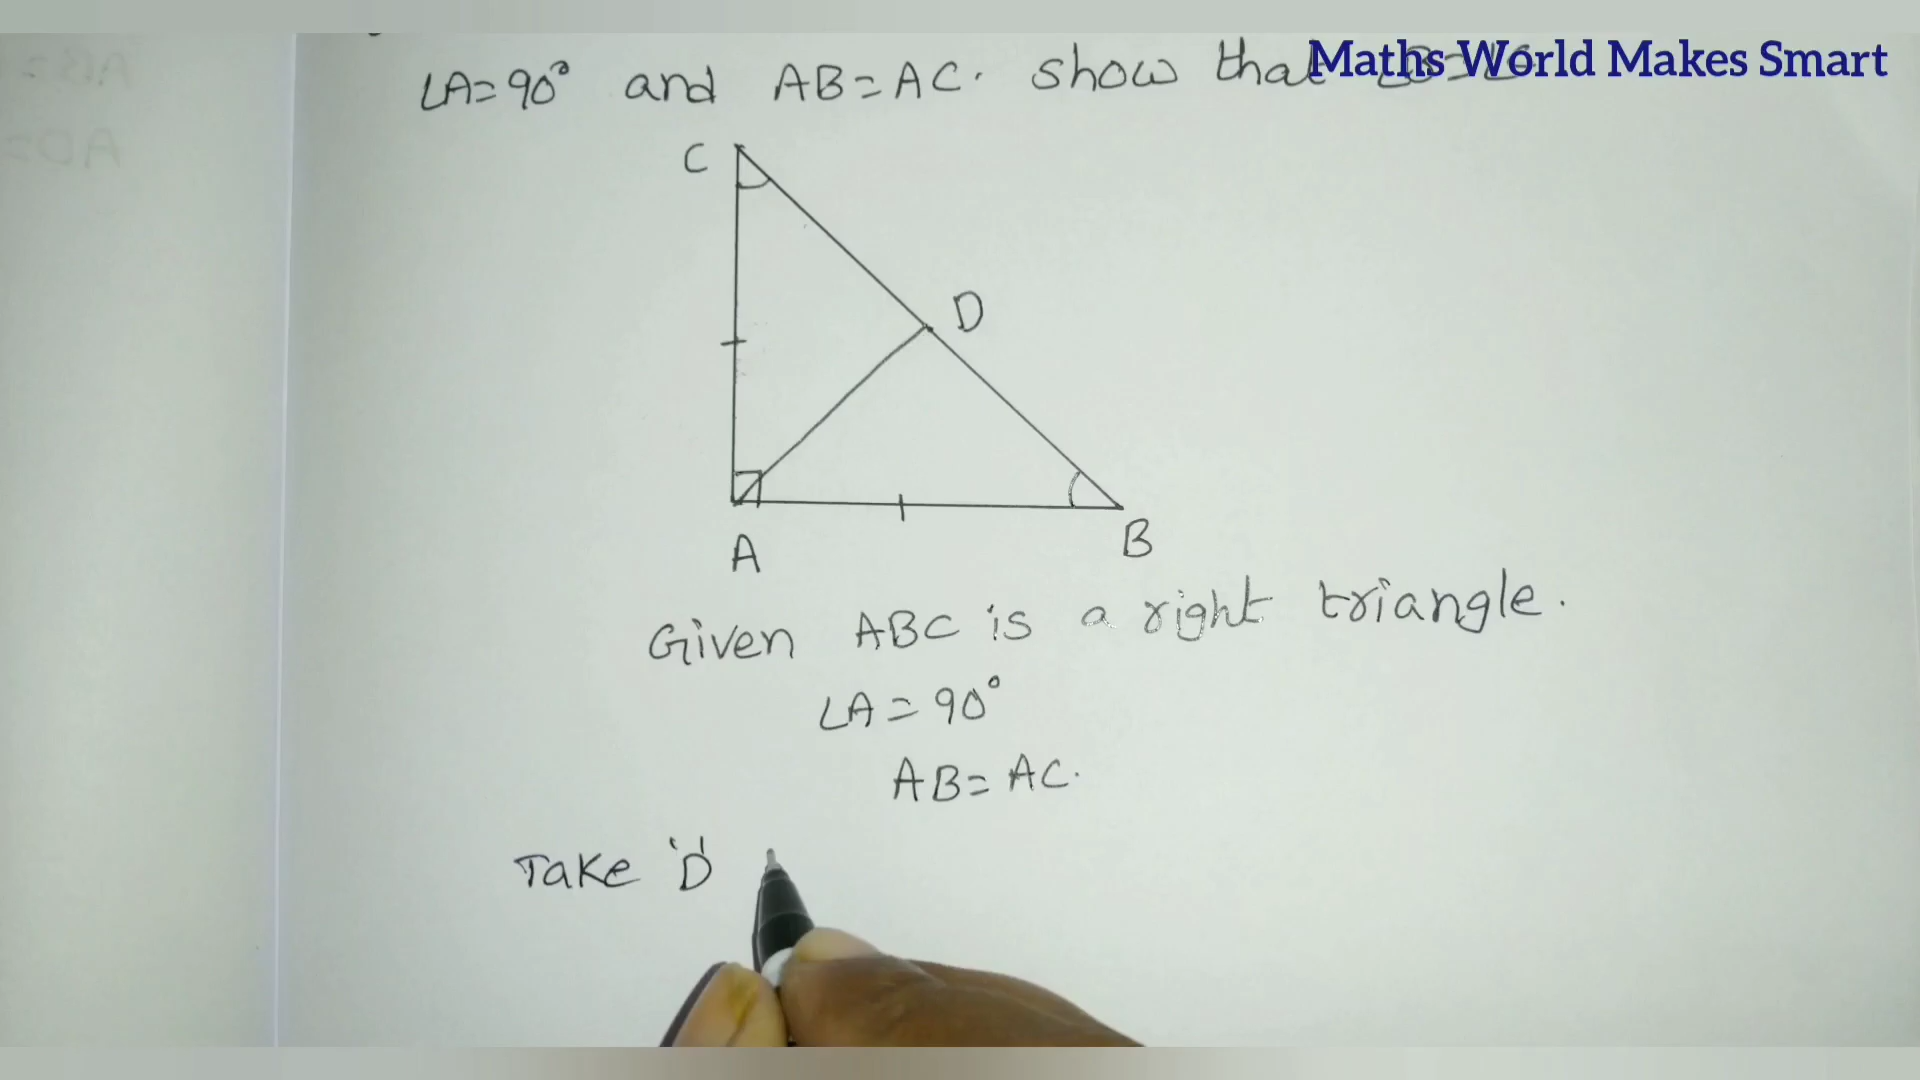 Maths World Makes Smart
∠A=90° and AB=AC. show that ∠B=∠C
C
D
A
B
Given ABC is a right triangle.
∠A=90°
AB=AC.
Take 'D'